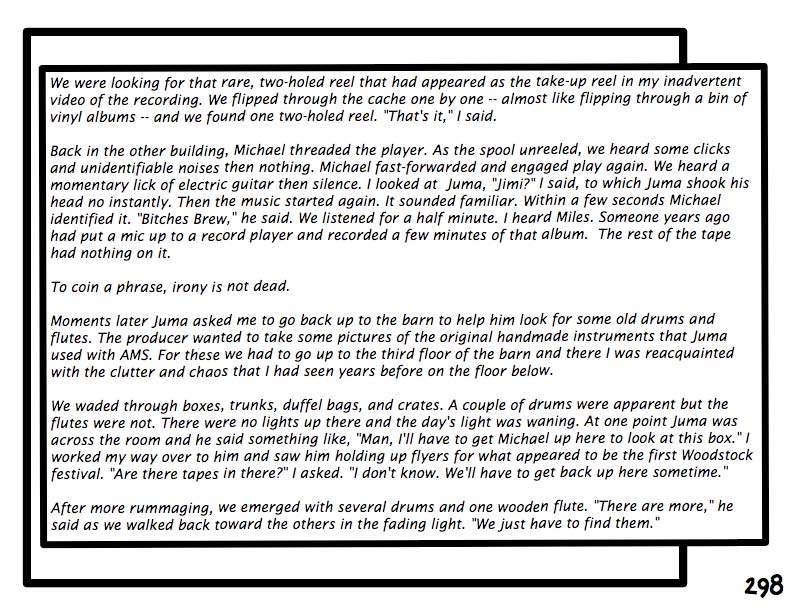 We were looking for that rare, two-holed reel that had appeared as the take-up reel in my inadvertent
video of the recording. We flipped through the cache one by one -- almost like flipping through a bin of
vinyl albums -- and we found one two-holed reel. "That's it," I said.
Back in the other building, Michael threaded the player. As the spool unreeled, we heard some clicks
and unidentifiable noises then nothing. Michael fast-forwarded and engaged play again. We heard a
momentary lick of electric guitar then silence. I looked at Juma, "Jimi?" I said, to which Juma shook his
head no instantly. Then the music started again. It sounded familiar. Within a few seconds Michael
identified it. "Bitches Brew," he said. We listened for a half minute. I heard Miles. Someone years ago
had put a mic up to a record player and recorded a few minutes of that album. The rest of the tape
had nothing on it.
To coin a phrase, irony is not dead.
Moments later Juma asked me to go back up to the barn to help him look for some old drums and
flutes. The producer wanted to take some pictures of the original handmade instruments that Juma
used with AMS. For these we had to go up to the third floor of the barn and there I was reacquainted
with the clutter and chaos that I had seen years before on the floor below.
We waded through boxes, trunks, duffel bags, and crates. A couple of drums were apparent but the
flutes were not. There were no lights up there and the day's light was waning. At one point Juma was
across the room and he said something like, "Man, I'll have to get Michael up here to look at this box." I
worked my way over to him and saw him holding up flyers for what appeared to be the first Woodstock
festival. "Are there tapes in there?" I asked. "I don't know. We'll have to get back up here sometime."
After more rummaging, we emerged with several drums and one wooden flute. "There are more," he
said as we walked back toward the others in the fading light. "We just have to find them."
298